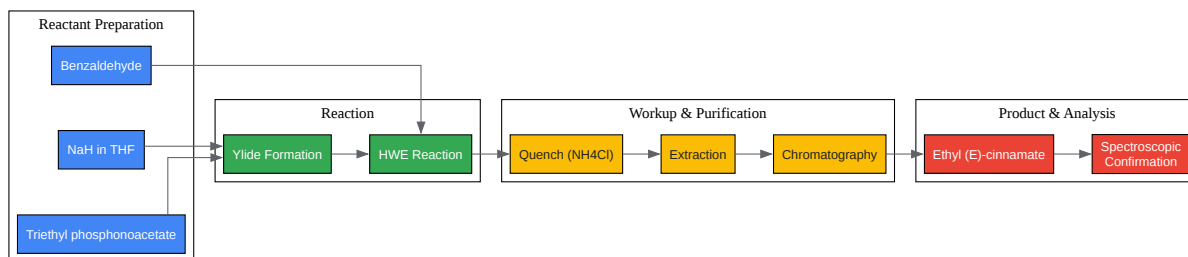 Reactant Preparation
Benzaldehyde
NaH in THF
Triethyl phosphonoacetate
Reaction
Ylide Formation
HWE Reaction
Workup & Purification
Quench (NH4Cl)
Extraction
Chromatography
Product & Analysis
Ethyl (E)-cinnamate
Spectroscopic
Confirmation